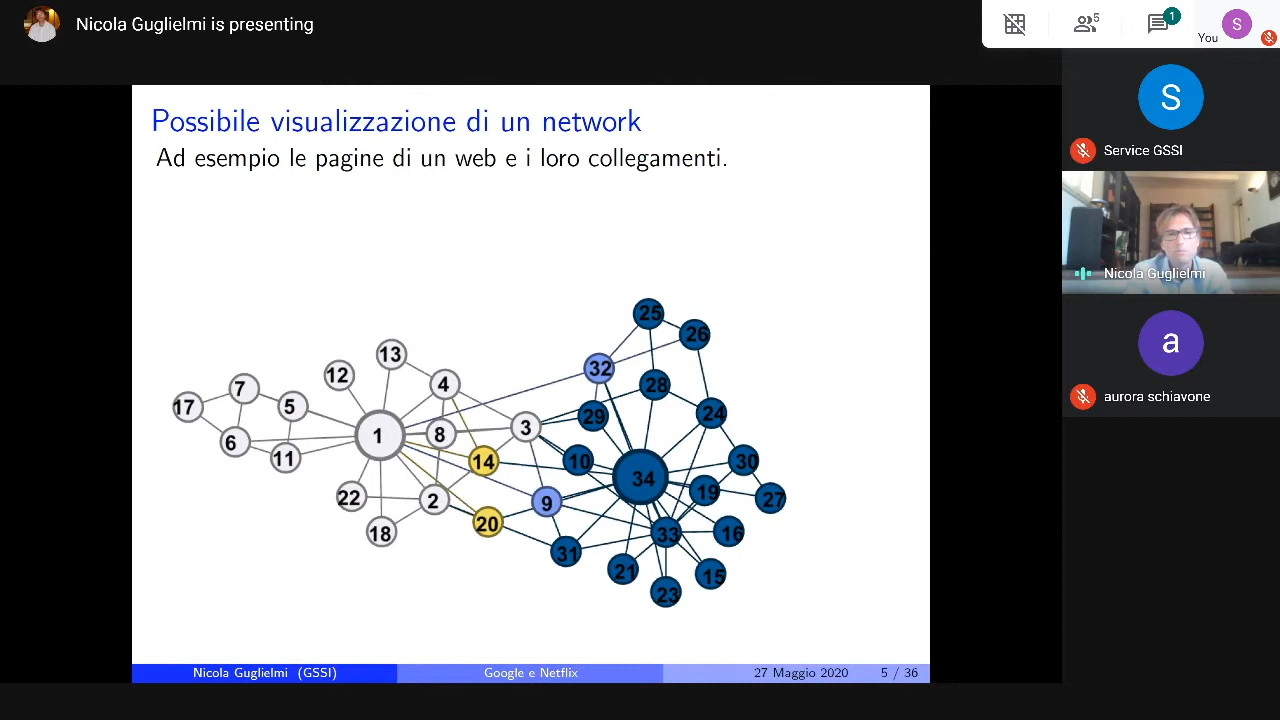 Nicola Guglielmi is presenting
5
1
You
S
S
Service GSSI
Nicola Guglielmi
a
aurora schiavone
Possibile visualizzazione di un network
Ad esempio le pagine di un web e i loro collegamenti.
25
26
13
32
12
4
28
7
17
5
29
24
3
1
8
6
11
14
10
30
34
22
2
9
19
27
20
18
33
16
31
21
15
23
Nicola Guglielmi (GSSI)
Google e Netflix
27 Maggio 2020
5 / 36